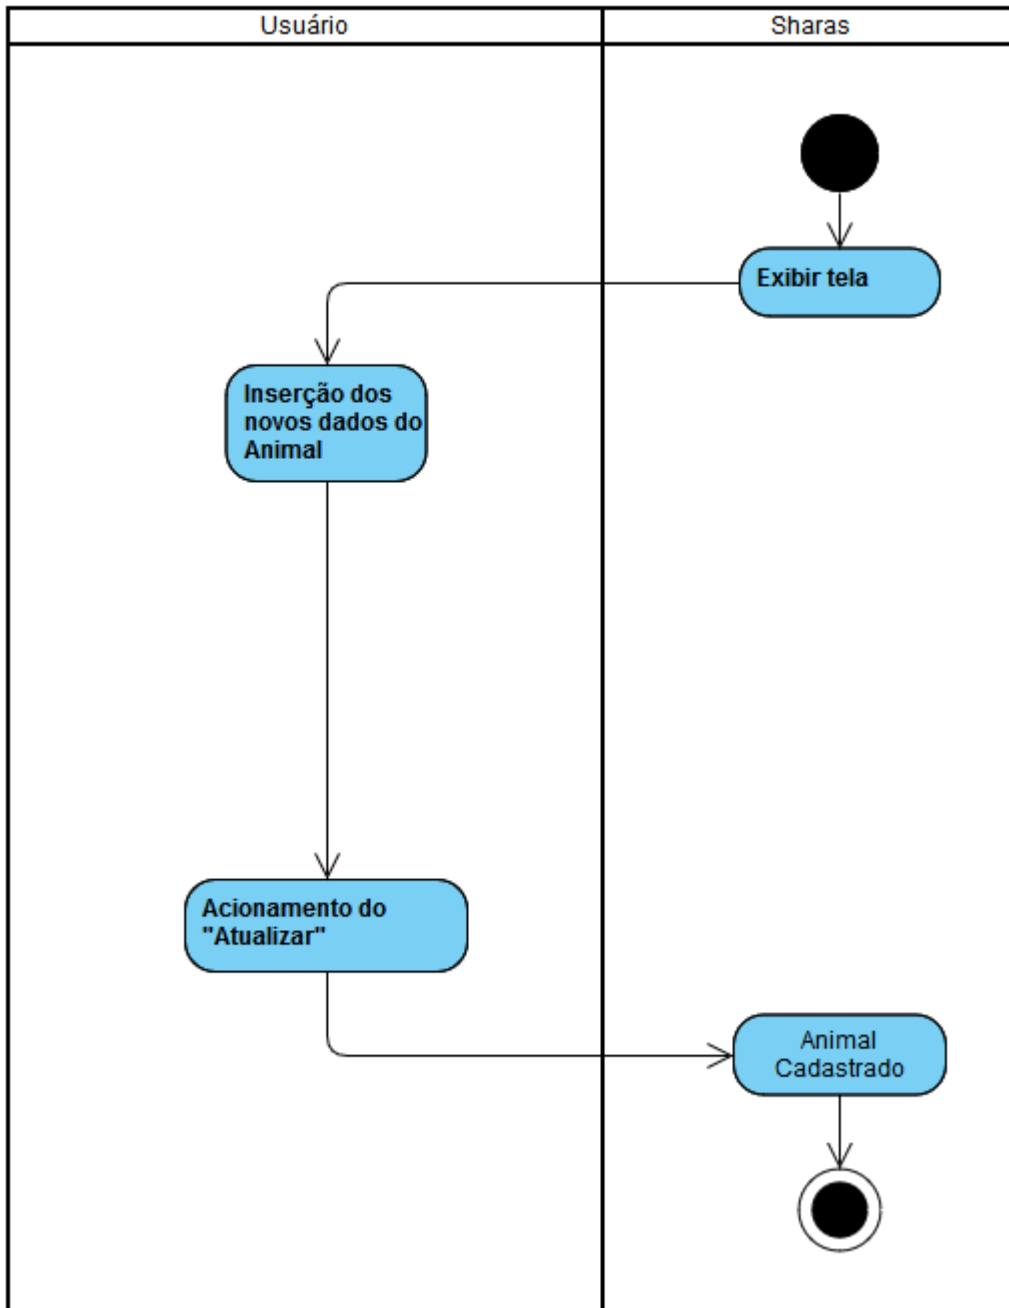 Usuário
Sharas
Exibir tela
Inserção dos
novos dados do
Animal
Acionamento do
"Atualizar"
Animal
Cadastrado